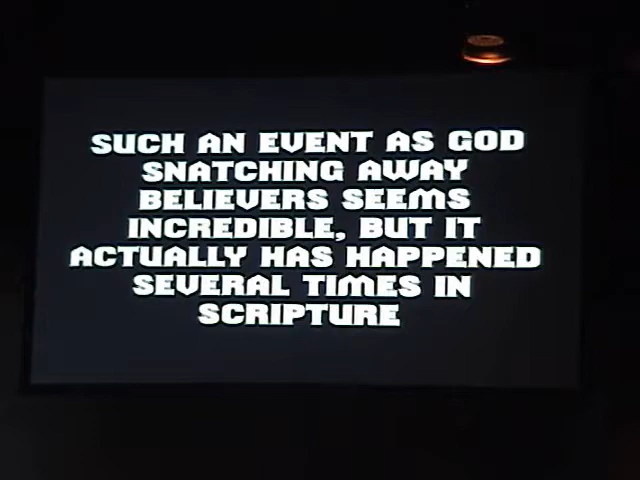 SUCH AN EVENT AS GOD
SNATCHING AWAY
BELIEVERS SEEMS
INCREDIBLE, BUT IT
ACTUALLY HAS HAPPENED
SEVERAL TIMES IN
SCRIPTURE